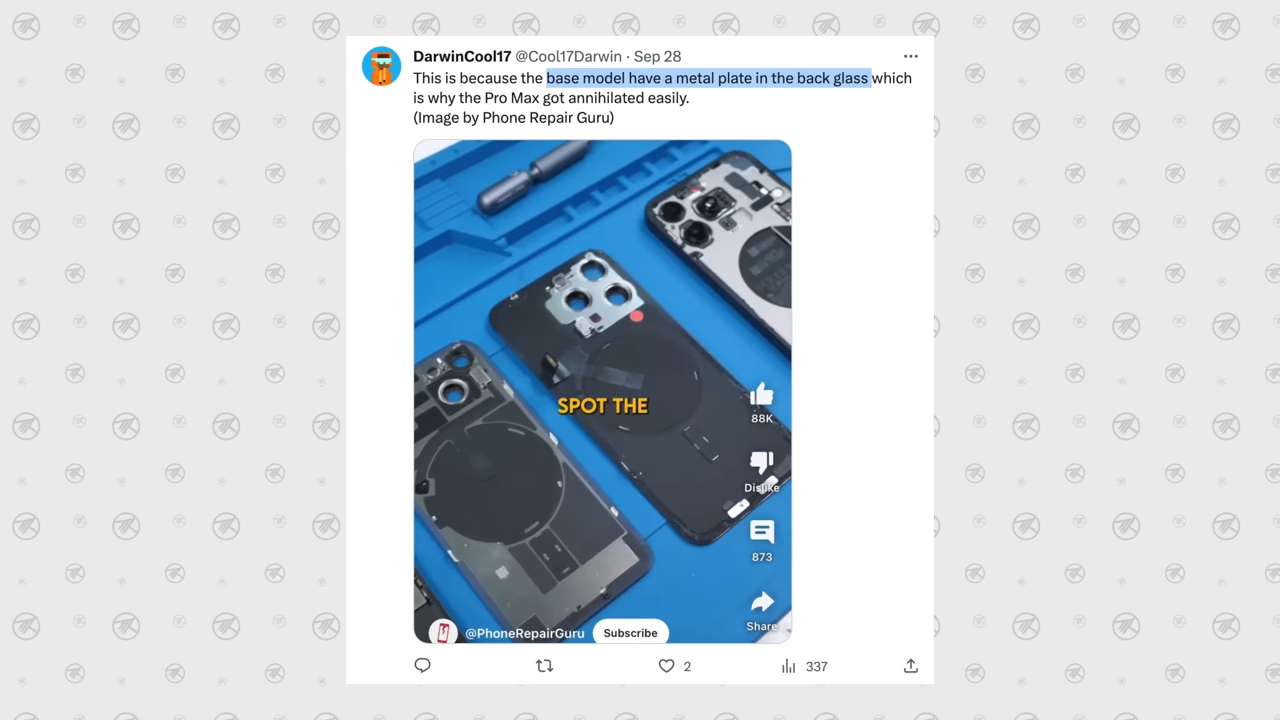 DarwinCool17 @Cool17Darwin · Sep 28
This is because the base model have a metal plate in the back glass which
is why the Pro Max got annihilated easily.
(Image by Phone Repair Guru)
SPOT THE
88K
Dislike
873
Share
@PhoneRepairGuru Subscribe
2 337